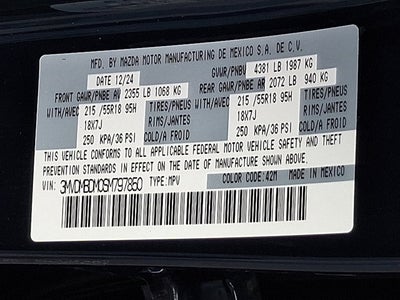 MFD. BY MAZDA MOTOR MANUFACTURING DE MEXICO S.A. DE C.V.
DATE 12/24 GVWR/PNBV 4381 LB 1987 KG
FRONT GAWR/PNBE AV 2355 LB 1068 KG REAR GAWR/PNBE AR 2072 LB 940 KG
WITH/AVEC 215 /55R18 95H TIRES/PNEUS WITH/AVEC 215 /55R18 95H TIRES/PNEUS
18X7J RIMS/JANTES 18X7J RIMS/JANTES
250 KPA/36 PSI COLD/A FROID 250 KPA/36 PSI COLD/A FROID
THIS VEHICLE CONFORMS TO ALL APPLICABLE FEDERAL MOTOR VEHICLE SAFETY AND THEFT
PREVENTION STANDARDS IN EFFECT ON THE DATE OF MANUFACTURE SHOWN ABOVE.
VIN: 3MVDMBDM0SM797850 TYPE:MPV COLOR CODE:42M MADE IN MEXICO